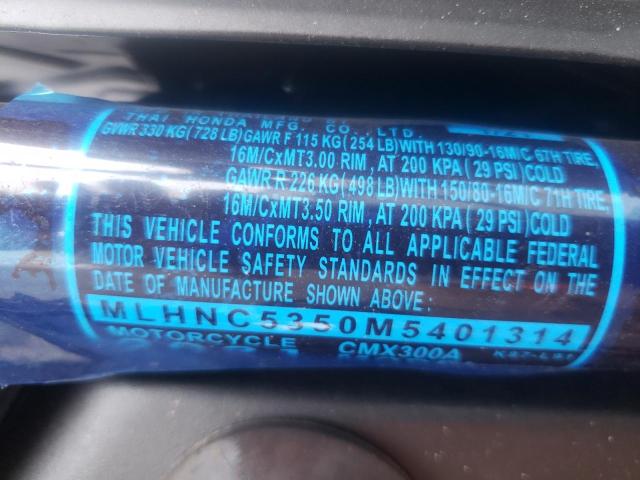 THAI HONDA MFG. CO., LTD.
GVWR 330 KG(728 LB)GAWR F 115 KG(254 LB)WITH 130/90-16M/C 67H TIRE,
16M/CxMT3.00 RIM, AT 200 KPA(29 PSI)COLD
GAWR R 226 KG(498 LB)WITH 150/80-16M/C 71H TIRE,
16M/CxMT3.50 RIM, AT 200 KPA(29 PSI)COLD
THIS VEHICLE CONFORMS TO ALL APPLICABLE FEDERAL
MOTOR VEHICLE SAFETY STANDARDS IN EFFECT ON THE
DATE OF MANUFACTURE SHOWN ABOVE:
MLHNC5350M5401314
MOTORCYCLE CMX300A